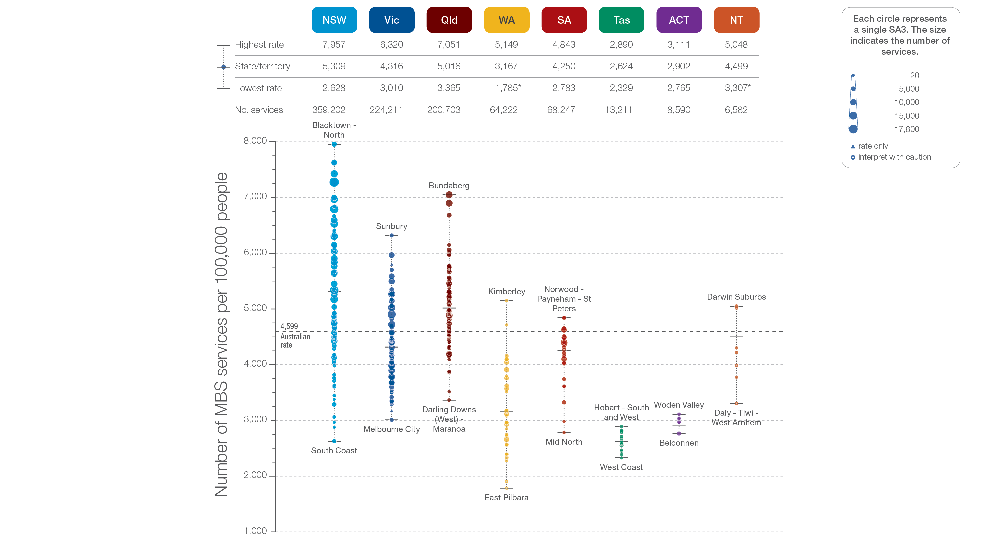 NSW Vic Qld WA SA Tas ACT NT
Highest rate 7,957 6,320 7,051 5,149 4,843 2,890 3,111 5,048
State/territory 5,309 4,316 5,016 3,167 4,250 2,624 2,902 4,499
Lowest rate 2,628 3,010 3,365 1,785* 2,783 2,329 2,765 3,307*
No. services 359,202 224,211 200,703 64,222 68,247 13,211 8,590 6,582
Each circle represents
a single SA3. The size
indicates the number of
services.
20
5,000
10,000
15,000
17,800
rate only
interpret with caution
Number of MBS services per 100,000 people
8,000
7,000
6,000
5,000
4,000
3,000
2,000
1,000
4,599
Australian
rate
Blacktown -
North
South Coast
Sunbury
Melbourne City
Bundaberg
Darling Downs
(West) -
Maranoa
Kimberley
East Pilbara
Norwood -
Payneham - St
Peters
Mid North
Hobart - South
and West
West Coast
Woden Valley
Belconnen
Darwin Suburbs
Daly - Tiwi -
West Arnhem